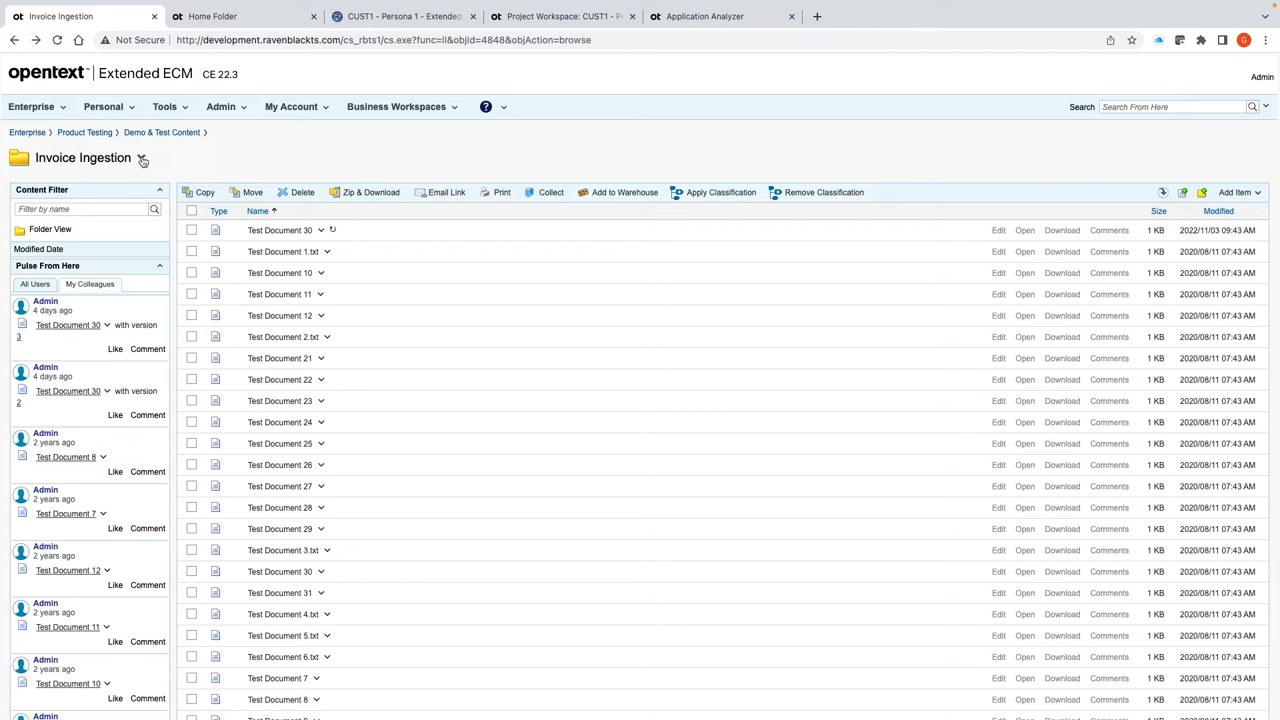 ot Invoice Ingestion × ot Home Folder × CUST1 - Persona 1 - Extended × ot Project Workspace: CUST1 - P × ot Application Analyzer × +
Not Secure http://development.ravenblackts.com/cs_rbts1/cs.exe?func=ll&objId=4848&objAction=browse G
opentext™ | Extended ECM CE 22.3
Admin
Enterprise Personal Tools Admin My Account Business Workspaces ? Search Search From Here
Enterprise › Product Testing › Demo & Test Content ›
Invoice Ingestion
Content Filter
Filter by name
Folder View
Modified Date
Pulse From Here
All Users My Colleagues
Admin
4 days ago
Test Document 30 with version
3
Like Comment
Admin
4 days ago
Test Document 30 with version
2
Like Comment
Admin
2 years ago
Test Document 8
Like Comment
Admin
2 years ago
Test Document 7
Like Comment
Admin
2 years ago
Test Document 12
Like Comment
Admin
2 years ago
Test Document 11
Like Comment
Admin
2 years ago
Test Document 10
Like Comment
Admin
Copy Move Delete Zip & Download Email Link Print Collect Add to Warehouse Apply Classification Remove Classification Add Item
Type Name Size Modified
Test Document 30 Edit Open Download Comments 1 KB 2022/11/03 09:43 AM
Test Document 1.txt Edit Open Download Comments 1 KB 2020/08/11 07:43 AM
Test Document 10 Edit Open Download Comments 1 KB 2020/08/11 07:43 AM
Test Document 11 Edit Open Download Comments 1 KB 2020/08/11 07:43 AM
Test Document 12 Edit Open Download Comments 1 KB 2020/08/11 07:43 AM
Test Document 2.txt Edit Open Download Comments 1 KB 2020/08/11 07:43 AM
Test Document 21 Edit Open Download Comments 1 KB 2020/08/11 07:43 AM
Test Document 22 Edit Open Download Comments 1 KB 2020/08/11 07:43 AM
Test Document 23 Edit Open Download Comments 1 KB 2020/08/11 07:43 AM
Test Document 24 Edit Open Download Comments 1 KB 2020/08/11 07:43 AM
Test Document 25 Edit Open Download Comments 1 KB 2020/08/11 07:43 AM
Test Document 26 Edit Open Download Comments 1 KB 2020/08/11 07:43 AM
Test Document 27 Edit Open Download Comments 1 KB 2020/08/11 07:43 AM
Test Document 28 Edit Open Download Comments 1 KB 2020/08/11 07:43 AM
Test Document 29 Edit Open Download Comments 1 KB 2020/08/11 07:43 AM
Test Document 3.txt Edit Open Download Comments 1 KB 2020/08/11 07:43 AM
Test Document 30 Edit Open Download Comments 1 KB 2020/08/11 07:43 AM
Test Document 31 Edit Open Download Comments 1 KB 2020/08/11 07:43 AM
Test Document 4.txt Edit Open Download Comments 1 KB 2020/08/11 07:43 AM
Test Document 5.txt Edit Open Download Comments 1 KB 2020/08/11 07:43 AM
Test Document 6.txt Edit Open Download Comments 1 KB 2020/08/11 07:43 AM
Test Document 7 Edit Open Download Comments 1 KB 2020/08/11 07:43 AM
Test Document 8 Edit Open Download Comments 1 KB 2020/08/11 07:43 AM